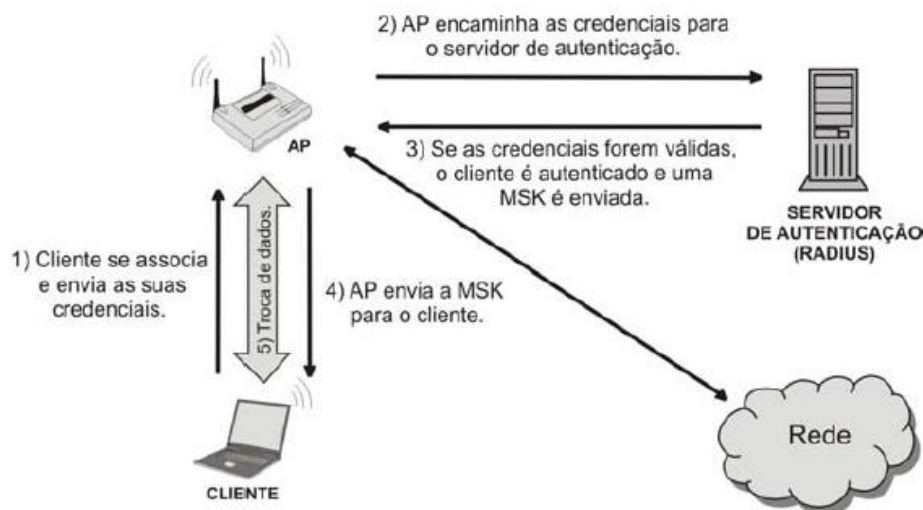 2) AP encaminha as credenciais para
o servidor de autenticação.
AP
3) Se as credenciais forem válidas,
o cliente é autenticado e uma
MSK é enviada.
SERVIDOR
DE AUTENTICAÇÃO
(RADIUS)
1) Cliente se associa
e envia as suas
credenciais.
5) Troca de dados.
4) AP envia a MSK
para o cliente.
Rede
CLIENTE